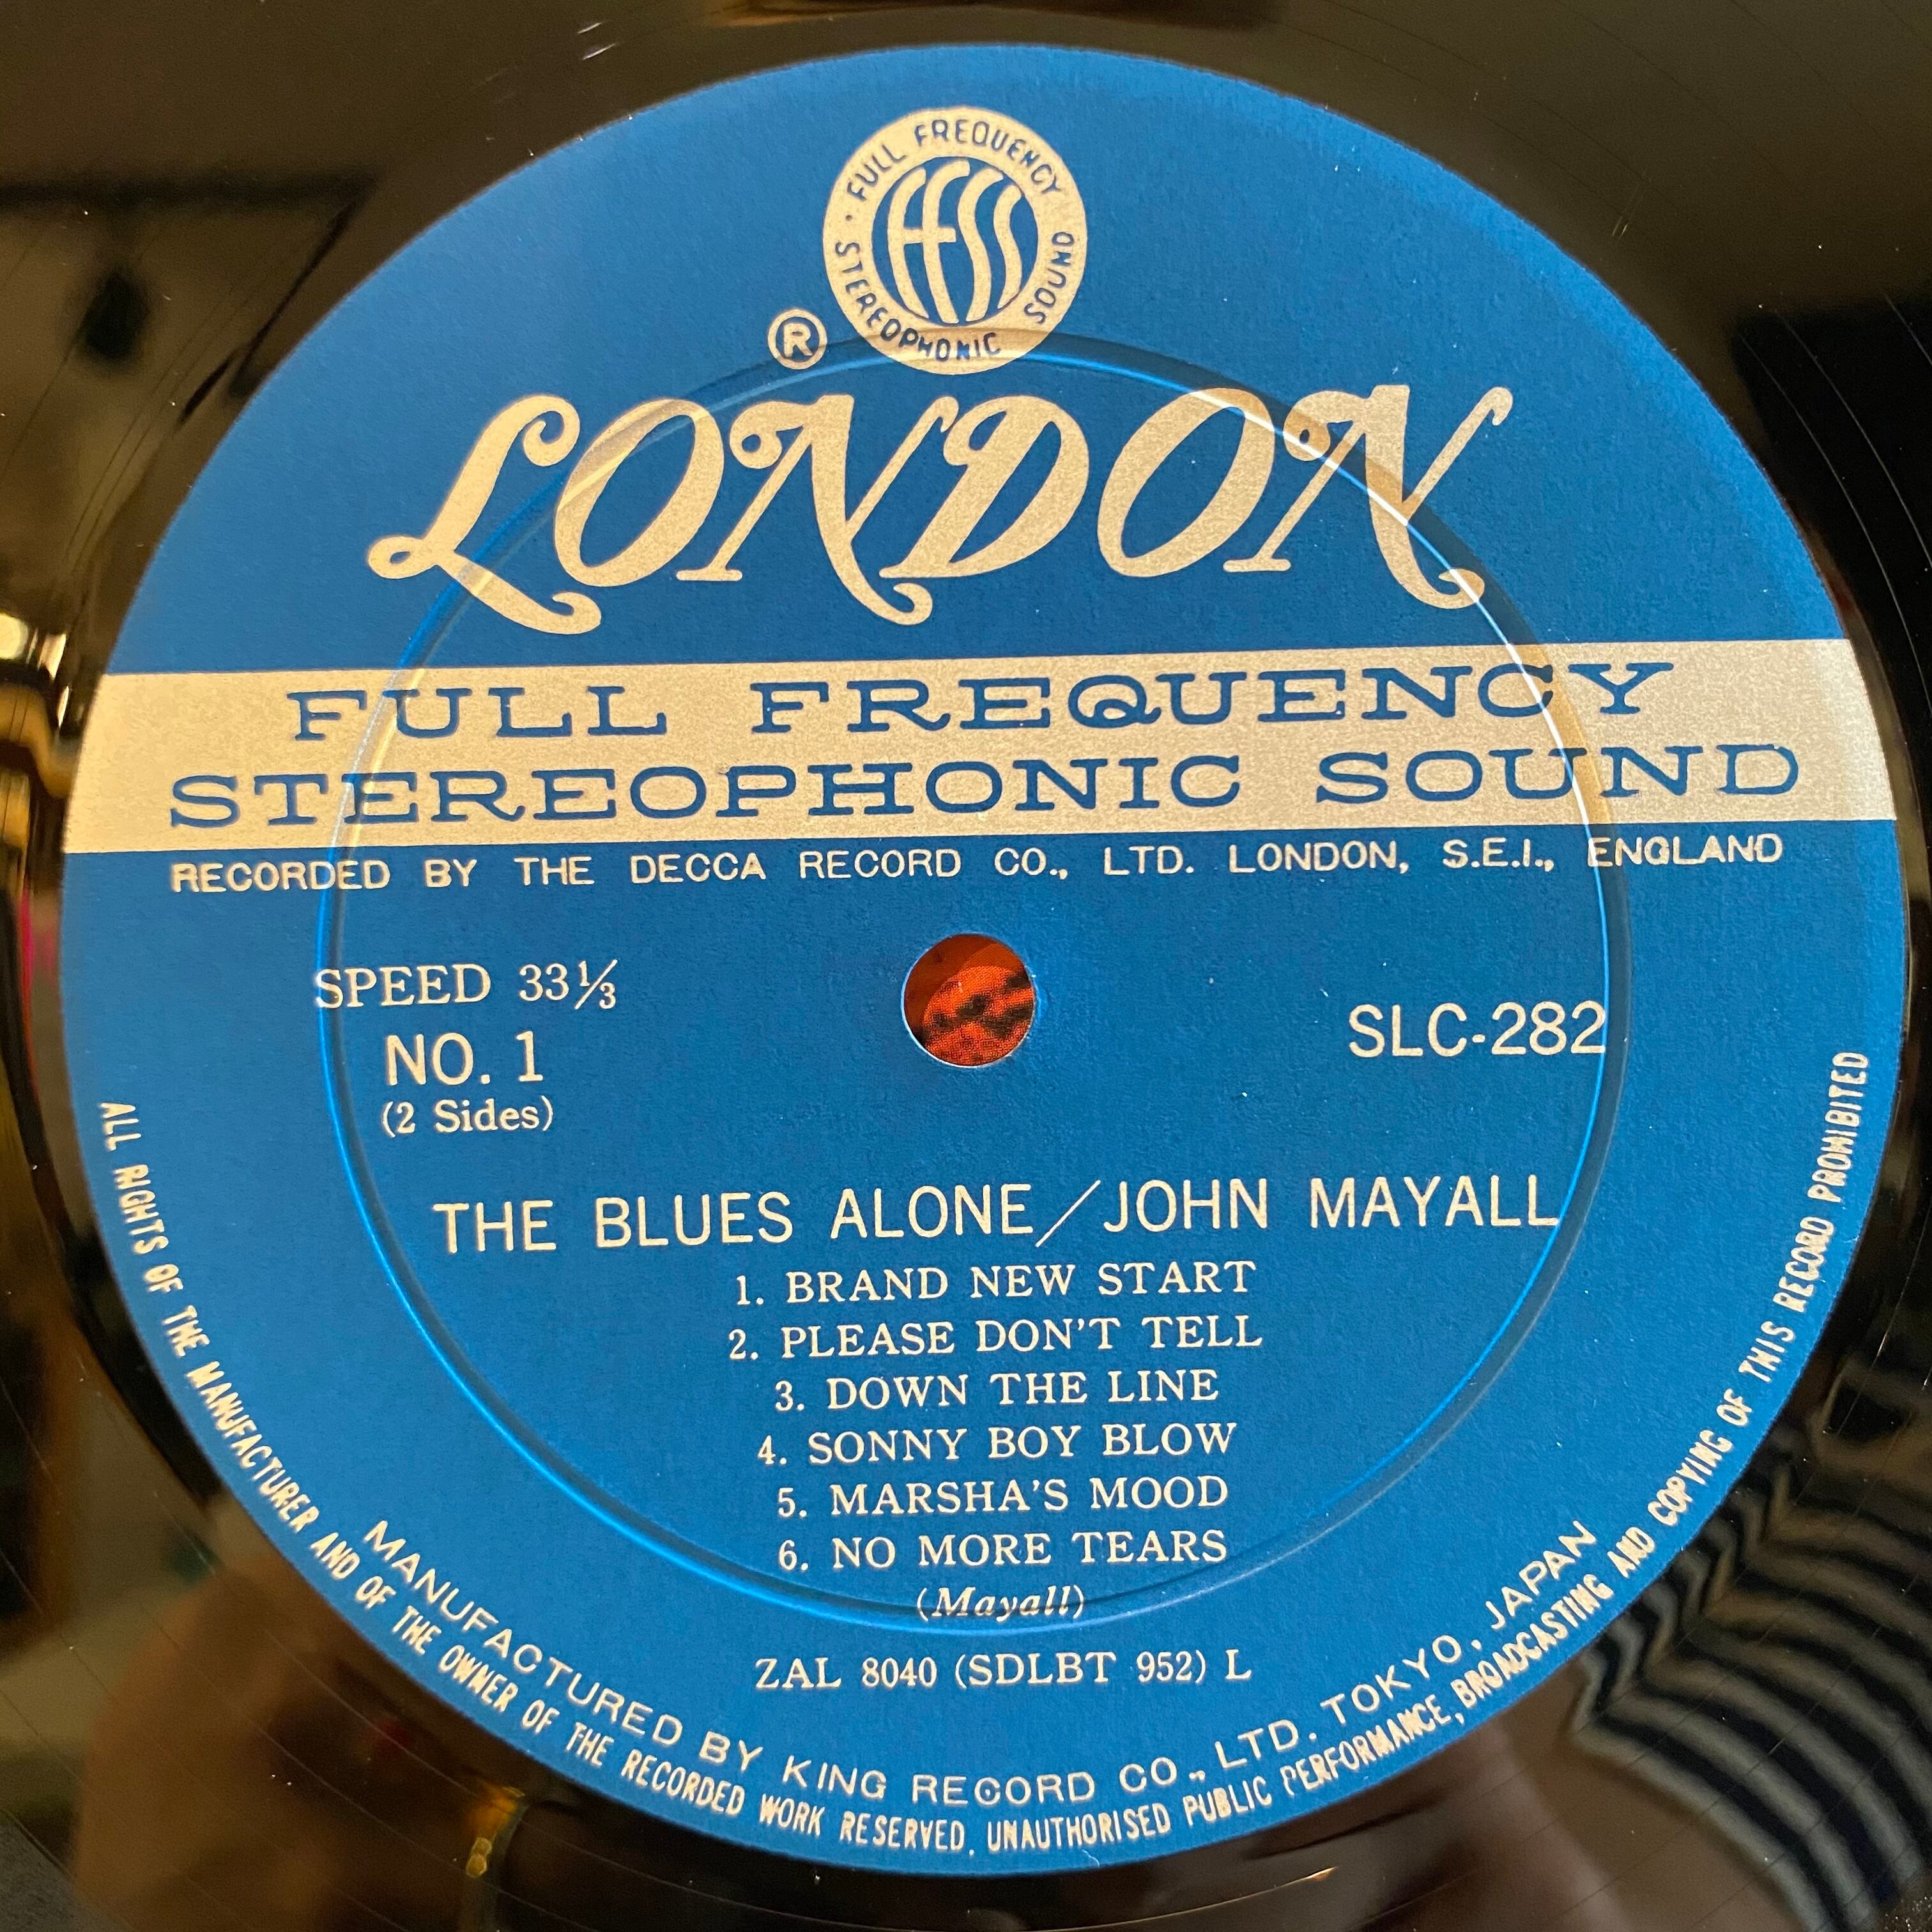 · FULL FREQUENCY
STEREOPHONIC SOUND
FFSS
®
LONDON
FULL FREQUENCY
STEREOPHONIC SOUND
RECORDED BY THE DECCA RECORD CO., LTD. LONDON, S.E.I., ENGLAND
SPEED 33⅓
NO. 1
(2 Sides)
SLC-282
THE BLUES ALONE/JOHN MAYALL
1. BRAND NEW START
2. PLEASE DON'T TELL
3. DOWN THE LINE
4. SONNY BOY BLOW
5. MARSHA'S MOOD
6. NO MORE TEARS
(Mayall)
ZAL 8040 (SDLBT 952) L
MANUFACTURED BY KING RECORD CO., LTD. TOKYO, JAPAN
ALL RIGHTS OF THE MANUFACTURER AND OF THE OWNER OF THE RECORDED WORK RESERVED. UNAUTHORISED PUBLIC PERFORMANCE, BROADCASTING AND COPYING OF THIS RECORD PROHIBITED